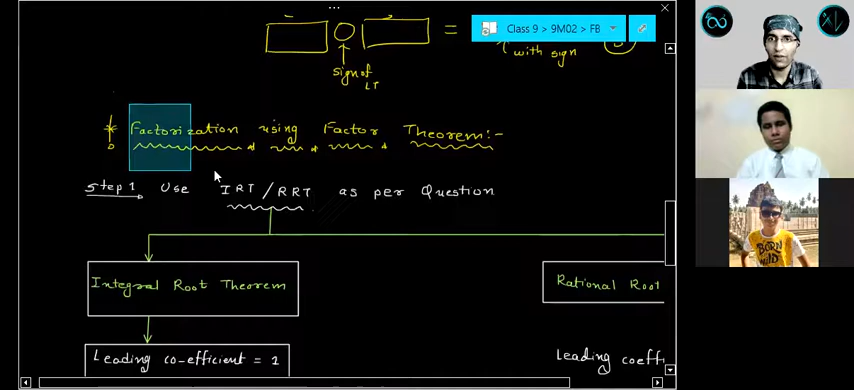 =
Class 9 > 9M02 > FB
with sign
sign of
LT
* Factorization using Factor Theorem:-
Step 1 Use IRT/RRT as per Question
Integral Root Theorem
Rational Root
Leading co-efficient = 1
Leading coeffi
BORN
WILD